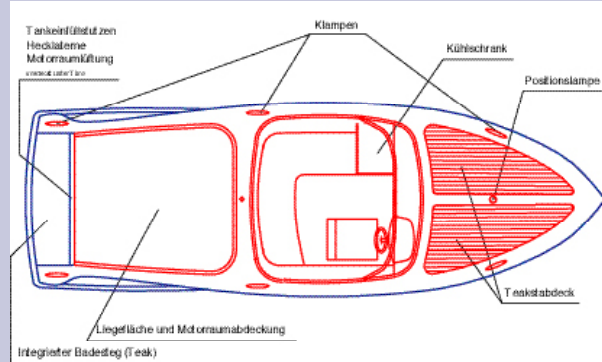 Tankeinfüllstutzen
Hecklaterne
Motorraumlüftung
Klampen
Kühlschrank
Positionslampe
Teakstabdeck
Liegefläche und Motorraumabdeckung
Integrierter Badesteg (Teak)